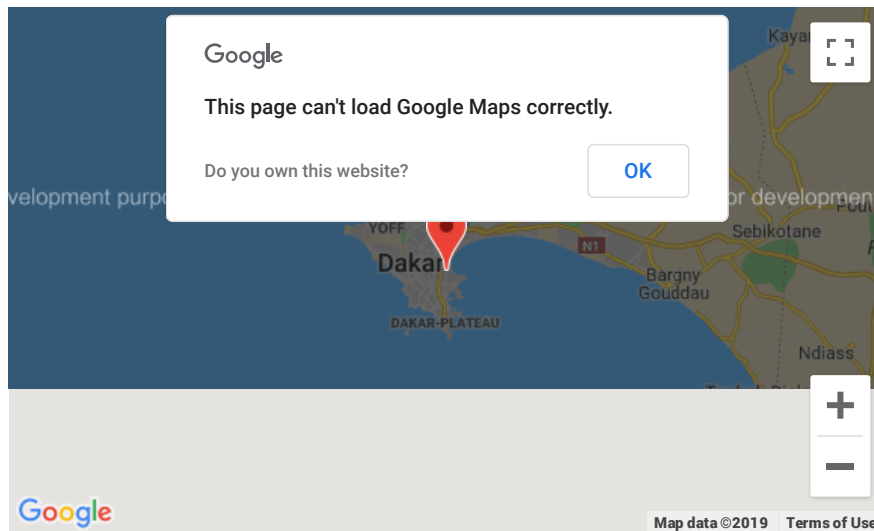 Google
This page can't load Google Maps correctly.
Do you own this website?
OK
velopment purp
or developmen
YOFF
Dakar
N1
Sebikotane
Bargny
Gouddau
DAKAR-PLATEAU
Ndiass
Google
Map data ©2019
Terms of Use